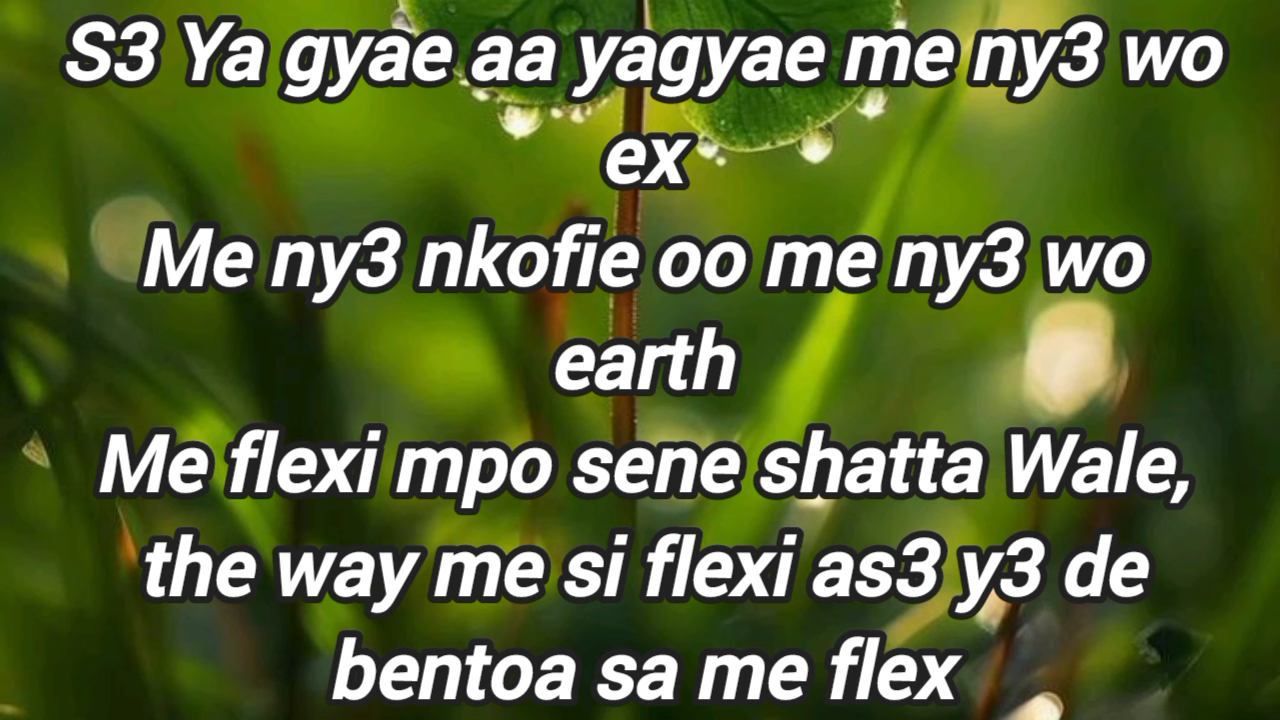 S3 Ya gyae aa yagyae me ny3 wo
ex
Me ny3 nkofie oo me ny3 wo
earth
Me flexi mpo sene shatta Wale,
the way me si flexi as3 y3 de
bentoa sa me flex